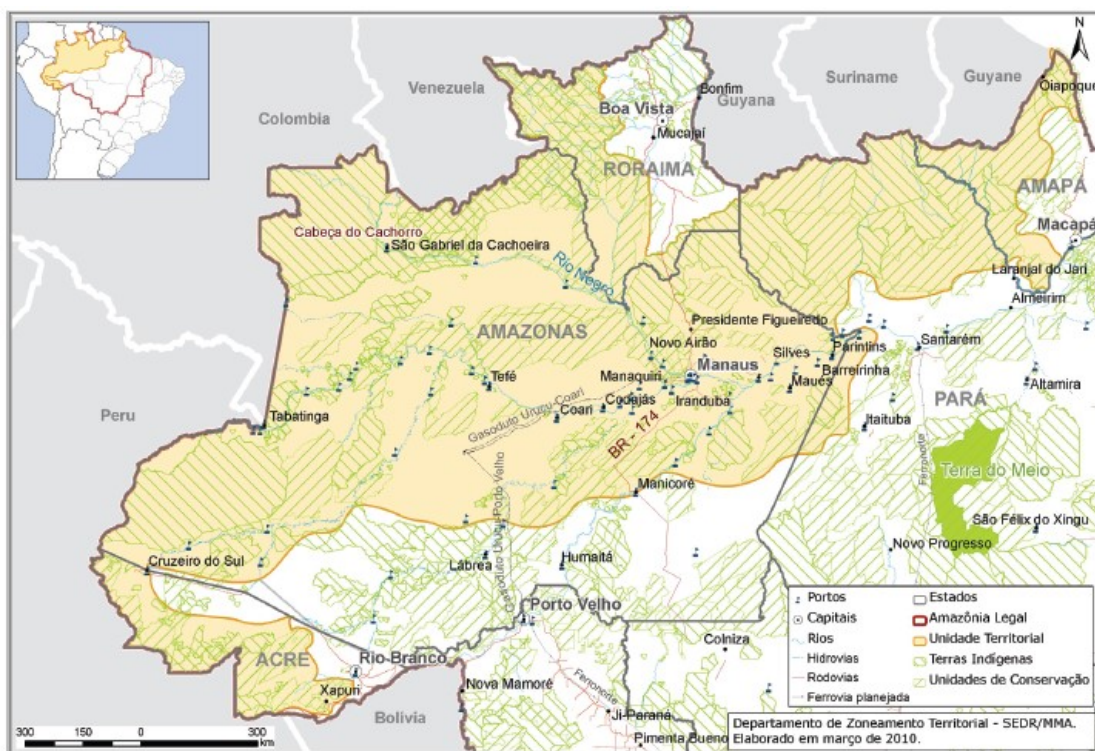 N
Venezuela
Colombia
Suriname
Guyane
Guyana
Oiapoque
Bonfim
Boa Vista
Mucajaí
RORAIMA
AMAPÁ
Macapá
Cabeça do Cachorro
São Gabriel da Cachoeira
Rio Negro
Laranjal do Jari
Almeirim
AMAZONAS
Presidente Figueiredo
Novo Airão
Silves
Parintins
Santarém
Manaquiri
Manaus
Barreirinha
Tefé
Maués
Altamira
Codajás
Iranduba
Coari
PARÁ
Peru
Tabatinga
Gasoduto Urucu-Coari
BR - 174
Itaituba
Ferronorte
Terra do Meio
Manicoré
Gasoduto Urucu-Porto Velho
São Félix do Xingu
Cruzeiro do Sul
Lábrea
Humaitá
Novo Progresso
Porto Velho
Colniza
ACRE
Rio Branco
Xapuri
Nova Mamoré
Ferronorte
Bolivia
Ji-Paraná
Pimenta Bueno
Portos
Capitais
Rios
Hidrovias
Rodovias
Ferrovia planejada
Estados
Amazônia Legal
Unidade Territorial
Terras Indígenas
Unidades de Conservação
300 150 0 300
km
Departamento de Zoneamento Territorial - SEDR/MMA.
Elaborado em março de 2010.